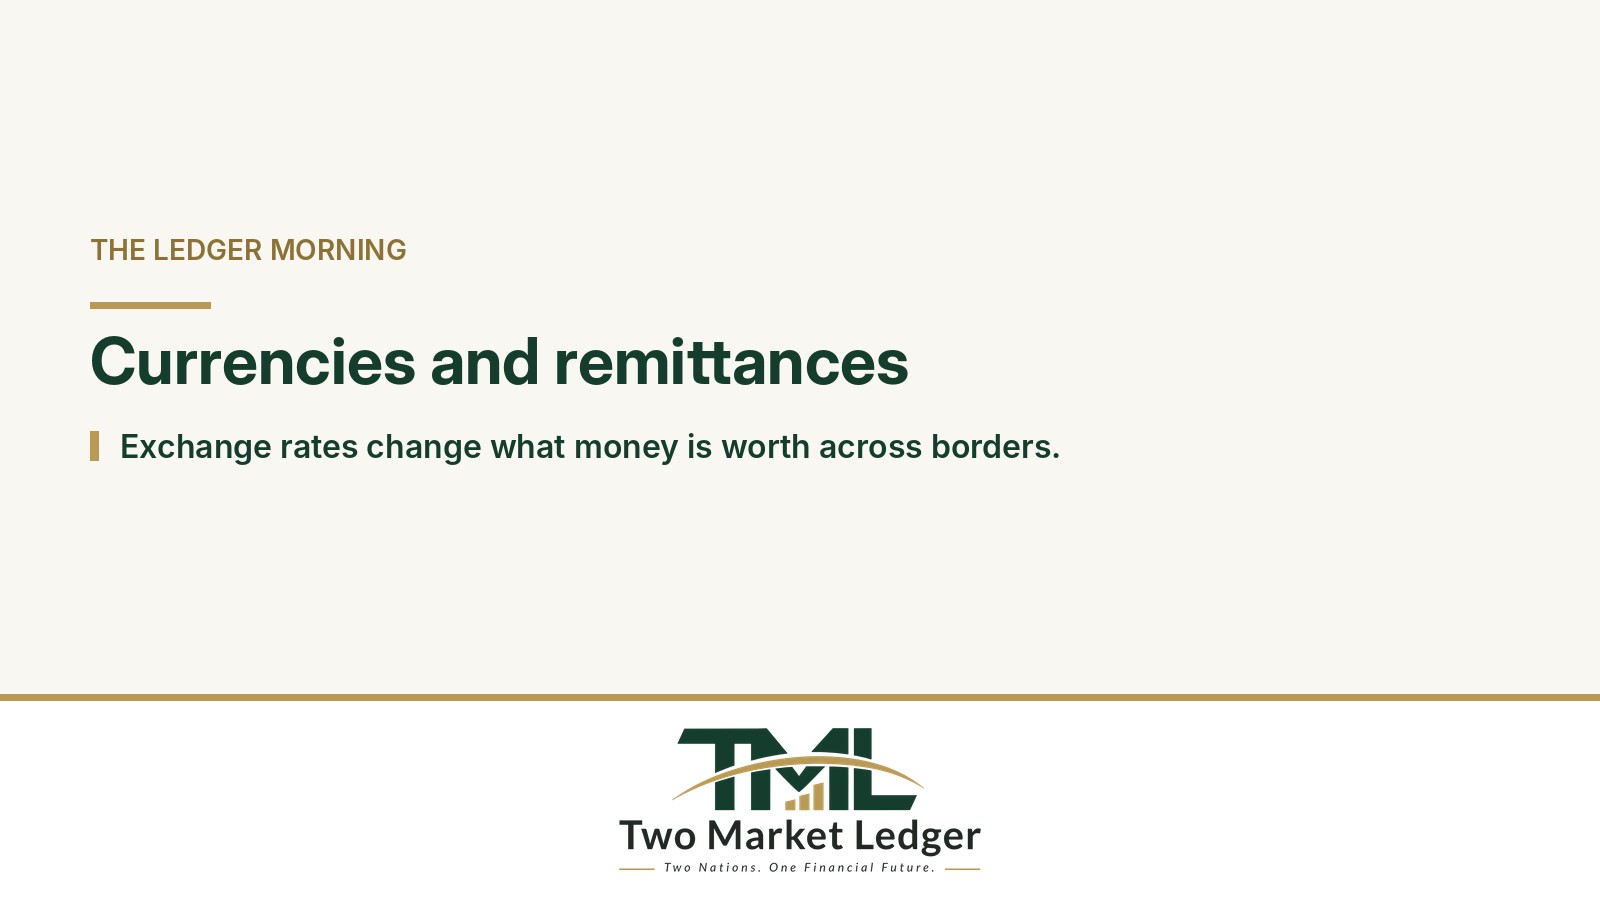 THE LEDGER MORNING
Currencies and remittances
Exchange rates change what money is worth across borders.
TML
Two Market Ledger
Two Nations. One Financial Future.